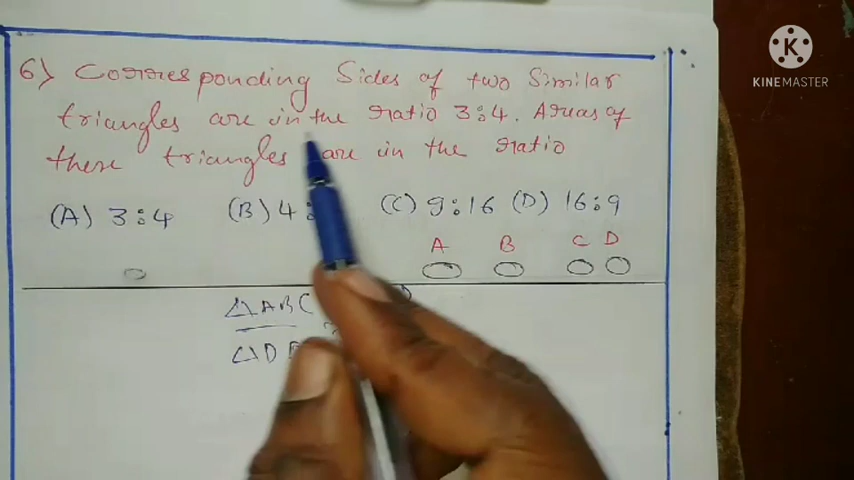 6) Corresponding Sides of two Similar
triangles are in the ratio 3:4. Areas of
these triangles are in the ratio
(A) 3:4 (B) 4: (C) 9:16 (D) 16:9
A B C D
△ABC
△D
K
KINEMASTER